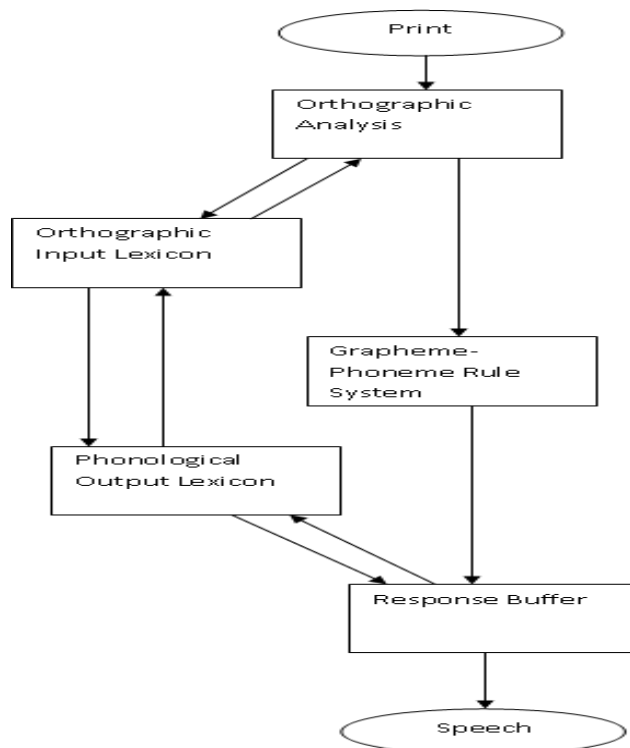 Print
Orthographic
Analysis
Orthographic
Input Lexicon
Grapheme-
Phoneme Rule
System
Phonological
Output Lexicon
Response Buffer
Speech